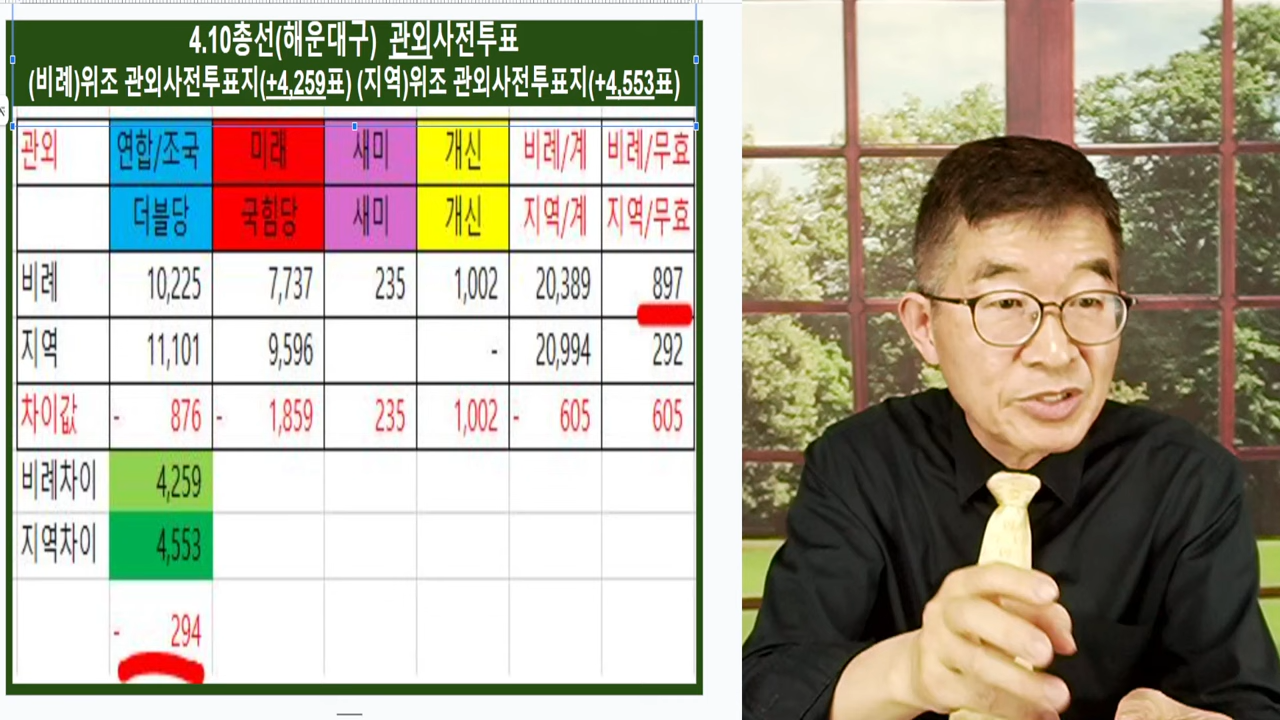 4.10총선(해운대구) 관외사전투표
(비례)위조 관외사전투표지(+4,259표) (지역)위조 관외사전투표지(+4,553표)
관외 연합/조국 미래 새미 개신 비례/계 비례/무효
더블당 국힘당 새미 개신 지역/계 지역/무효
비례 10,225 7,737 235 1,002 20,389 897
지역 11,101 9,596 - 20,994 292
차이값 - 876 - 1,859 235 1,002 - 605 605
비례차이 4,259
지역차이 4,553
- 294